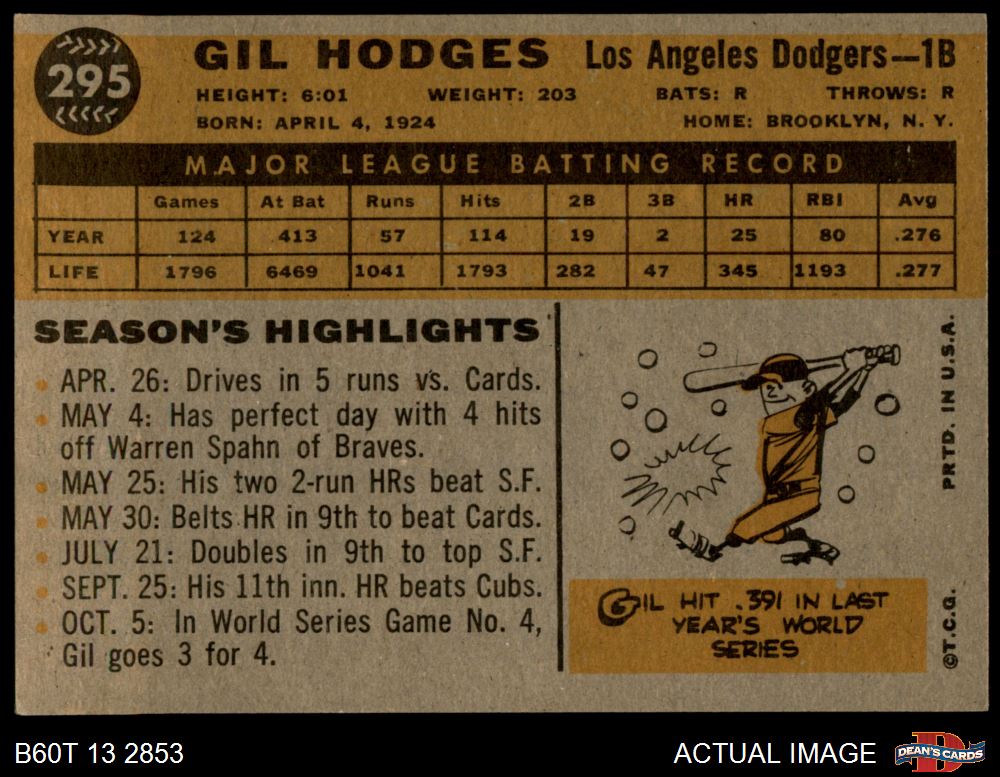 295
GIL HODGES Los Angeles Dodgers—1B
HEIGHT: 6:01 WEIGHT: 203 BATS: R THROWS: R
BORN: APRIL 4, 1924 HOME: BROOKLYN, N. Y.
MAJOR LEAGUE BATTING RECORD
Games At Bat Runs Hits 2B 3B HR RBI Avg
YEAR 124 413 57 114 19 2 25 80 .276
LIFE 1796 6469 1041 1793 282 47 345 1193 .277
SEASON'S HIGHLIGHTS
APR. 26: Drives in 5 runs vs. Cards.
MAY 4: Has perfect day with 4 hits
off Warren Spahn of Braves.
MAY 25: His two 2-run HRs beat S.F.
MAY 30: Belts HR in 9th to beat Cards.
JULY 21: Doubles in 9th to top S.F.
SEPT. 25: His 11th inn. HR beats Cubs.
OCT. 5: In World Series Game No. 4,
Gil goes 3 for 4.
GIL HIT .391 IN LAST
YEAR'S WORLD
SERIES
©T.C.G. PRTD. IN U.S.A.
B60T 13 2853 ACTUAL IMAGE
D
DEAN'S CARDS